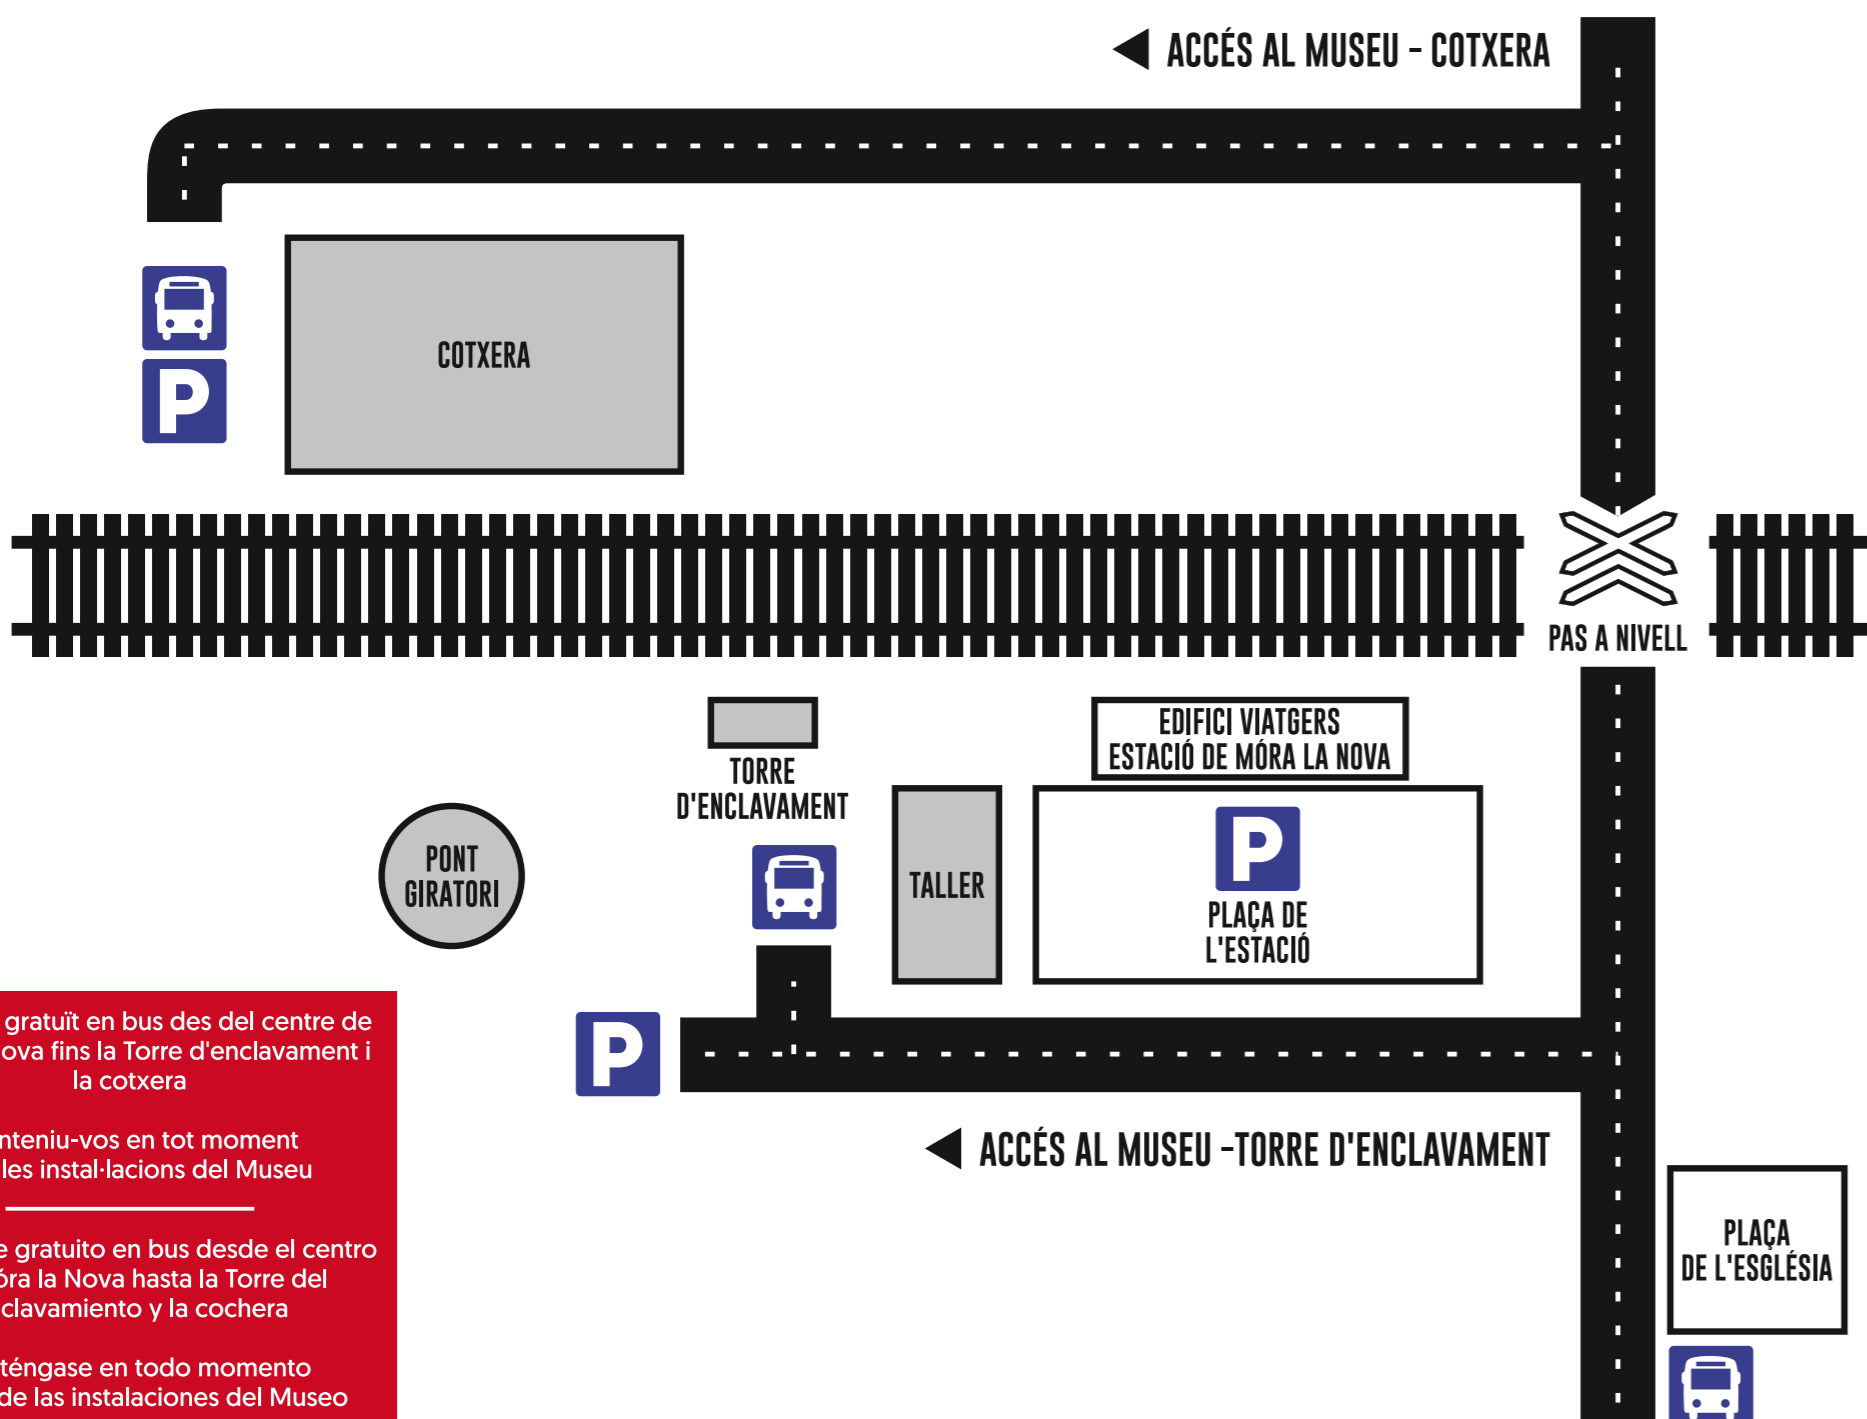 ACCÉS AL MUSEU - COTXERA
COTXERA
P
PAS A NIVELL
EDIFICI VIATGERS
ESTACIÓ DE MÓRA LA NOVA
TORRE
D'ENCLAVAMENT
PONT
GIRATORI
TALLER
P
PLAÇA DE
L'ESTACIÓ
P
ACCÉS AL MUSEU -TORRE D'ENCLAVAMENT
PLAÇA
DE L'ESGLÉSIA
gratuït en bus des del centre de
ova fins la Torre d'enclavament i
la cotxera
nteniu-vos en tot moment
les instal·lacions del Museu
e gratuito en bus desde el centro
óra la Nova hasta la Torre del
clavamiento y la cochera
téngase en todo momento
de las instalaciones del Museo